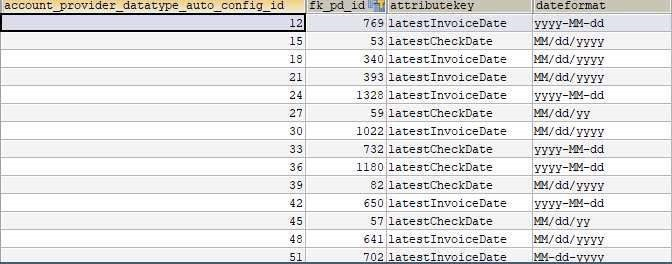 account_provider_datatype_auto_config_id fk_pd_id attributekey dateformat
12 769 latestInvoiceDate yyyy-MM-dd
15 53 latestCheckDate MM/dd/yyyy
18 340 latestInvoiceDate MM/dd/yyyy
21 393 latestInvoiceDate MM/dd/yyyy
24 1328 latestInvoiceDate yyyy-MM-dd
27 59 latestCheckDate MM/dd/yy
30 1022 latestInvoiceDate MM/dd/yyyy
33 732 latestCheckDate yyyy-MM-dd
36 1180 latestCheckDate yyyy-MM-dd
39 82 latestCheckDate MM/dd/yyyy
42 650 latestInvoiceDate yyyy-MM-dd
45 57 latestCheckDate MM/dd/yy
48 641 latestInvoiceDate MM/dd/yyyy
51 702 latestInvoiceDate MM-dd-yyyy